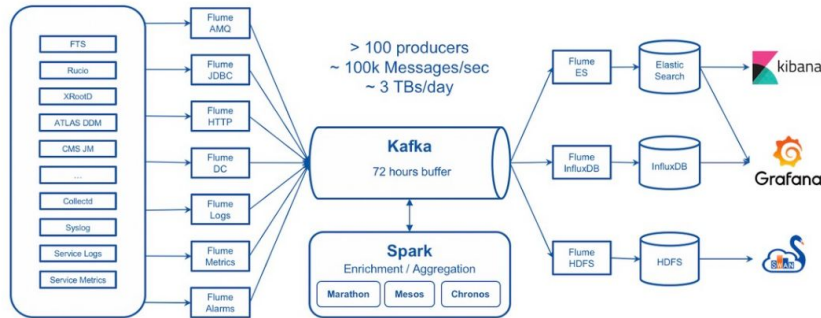 FTS
Rucio
XRootD
ATLAS DDM
CMS JM
...
Collectd
Syslog
Service Logs
Service Metrics
Flume
AMQ
Flume
JDBC
Flume
HTTP
Flume
DC
Flume
Logs
Flume
Metrics
Flume
Alarms
> 100 producers
~ 100k Messages/sec
~ 3 TBs/day
Kafka
72 hours buffer
Spark
Enrichment / Aggregation
Marathon
Mesos
Chronos
Flume
ES
Flume
InfluxDB
Flume
HDFS
Elastic
Search
InfluxDB
HDFS
kibana
Grafana
SWAN